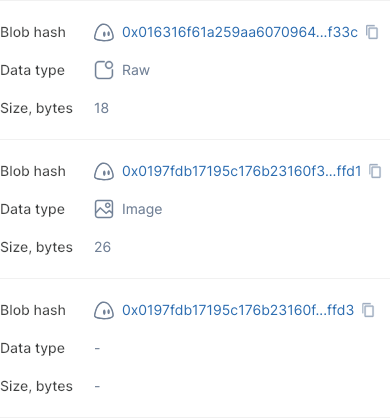 Blob hash 0x016316f61a259aa6070964...f33c
Data type Raw
Size, bytes 18
Blob hash 0x0197fdb17195c176b23160f3...ffd1
Data type Image
Size, bytes 26
Blob hash 0x0197fdb17195c176b23160f...ffd3
Data type -
Size, bytes -